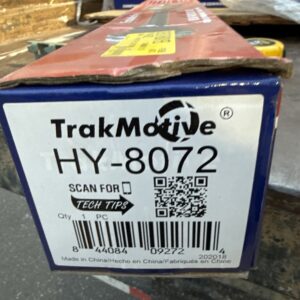 TrakMotive®
HY-8072
SCAN FOR
TECH TIPS
Qty. 1 PC
8 44084 09272 4
202018
Made in China/Hecho en China/Fabriqués en Chine